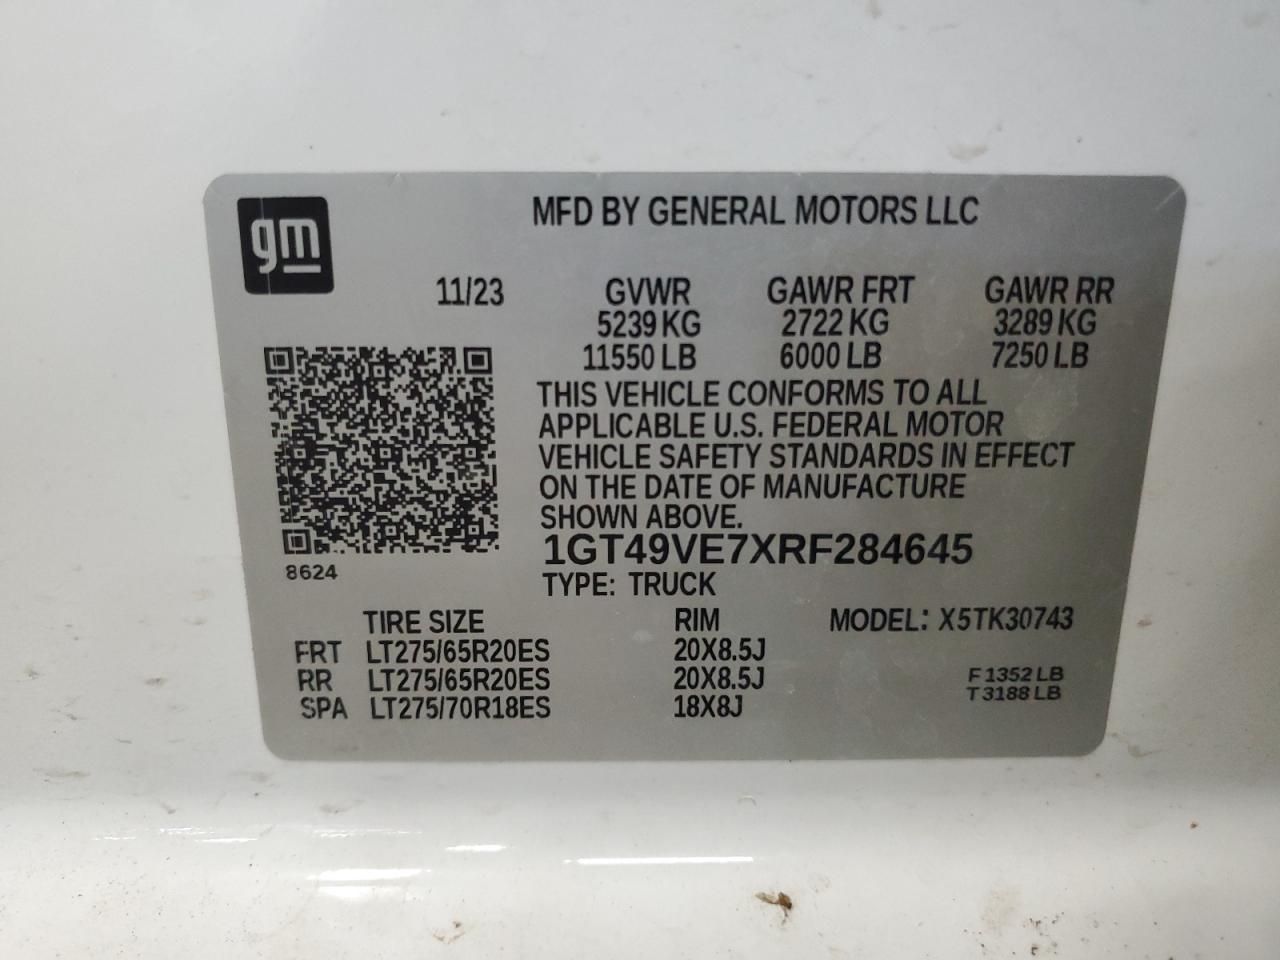 gm
MFD BY GENERAL MOTORS LLC
11/23 GVWR GAWR FRT GAWR RR
5239 KG 2722 KG 3289 KG
11550 LB 6000 LB 7250 LB
THIS VEHICLE CONFORMS TO ALL
APPLICABLE U.S. FEDERAL MOTOR
VEHICLE SAFETY STANDARDS IN EFFECT
ON THE DATE OF MANUFACTURE
SHOWN ABOVE.
1GT49VE7XRF284645
8624
TYPE: TRUCK
TIRE SIZE RIM MODEL: X5TK30743
FRT LT275/65R20ES 20X8.5J
RR LT275/65R20ES 20X8.5J
SPA LT275/70R18ES 18X8J
F 1352 LB
T 3188 LB